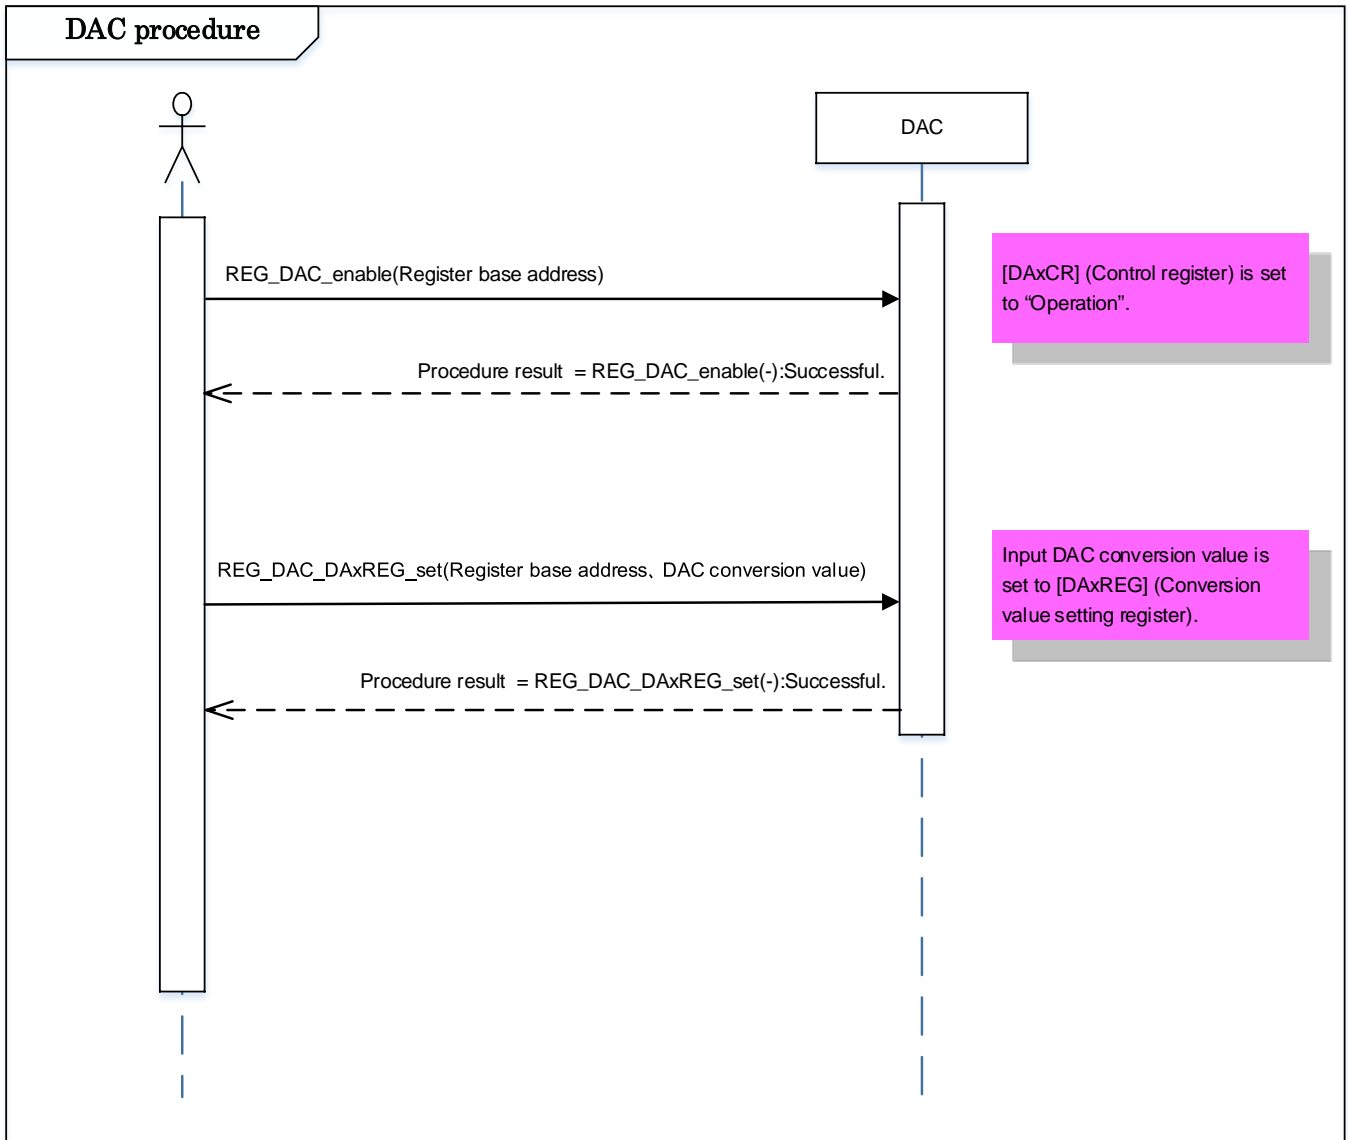 DAC procedure
DAC
REG_DAC_enable(Register base address)
[DAxCR] (Control register) is set
to “Operation”.
Procedure result = REG_DAC_enable(-):Successful.
REG_DAC_DAxREG_set(Register base address、DAC conversion value)
Input DAC conversion value is
set to [DAxREG] (Conversion
value setting register).
Procedure result = REG_DAC_DAxREG_set(-):Successful.